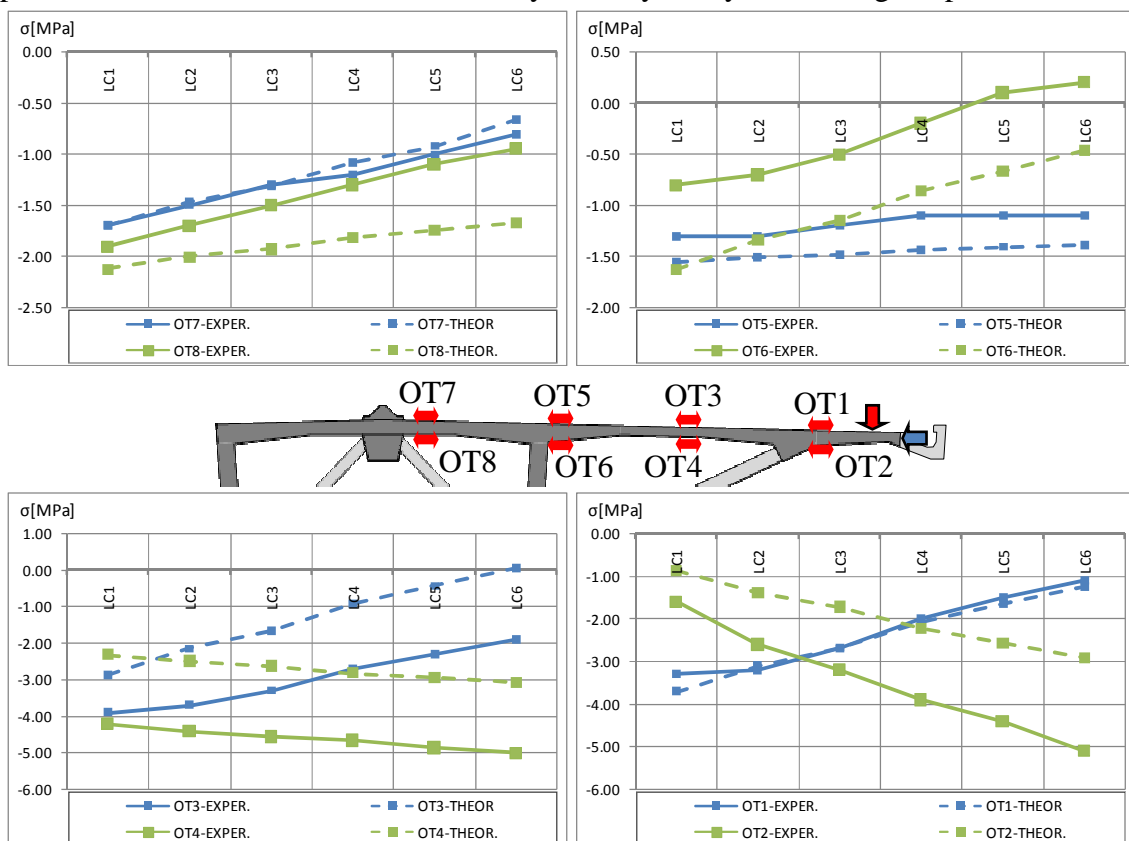 σ[MPa]
0.00
-0.50
-1.00
-1.50
-2.00
-2.50
LC1
LC2
LC3
LC4
LC5
LC6
OT7-EXPER.
OT7-THEOR
OT8-EXPER.
OT8-THEOR.
σ[MPa]
0.50
0.00
-0.50
-1.00
-1.50
-2.00
LC1
LC2
LC3
LC4
LC5
LC6
OT5-EXPER.
OT5-THEOR
OT6-EXPER.
OT6-THEOR.
OT7
OT5
OT3
OT1
OT8
OT6
OT4
OT2
σ[MPa]
1.00
0.00
-1.00
-2.00
-3.00
-4.00
-5.00
-6.00
LC1
LC2
LC3
LC4
LC5
LC6
OT3-EXPER.
OT3-THEOR
OT4-EXPER.
OT4-THEOR.
σ[MPa]
0.00
-1.00
-2.00
-3.00
-4.00
-5.00
-6.00
LC1
LC2
LC3
LC4
LC5
LC6
OT1-EXPER.
OT1-THEOR
OT2-EXPER.
OT2-THEOR.